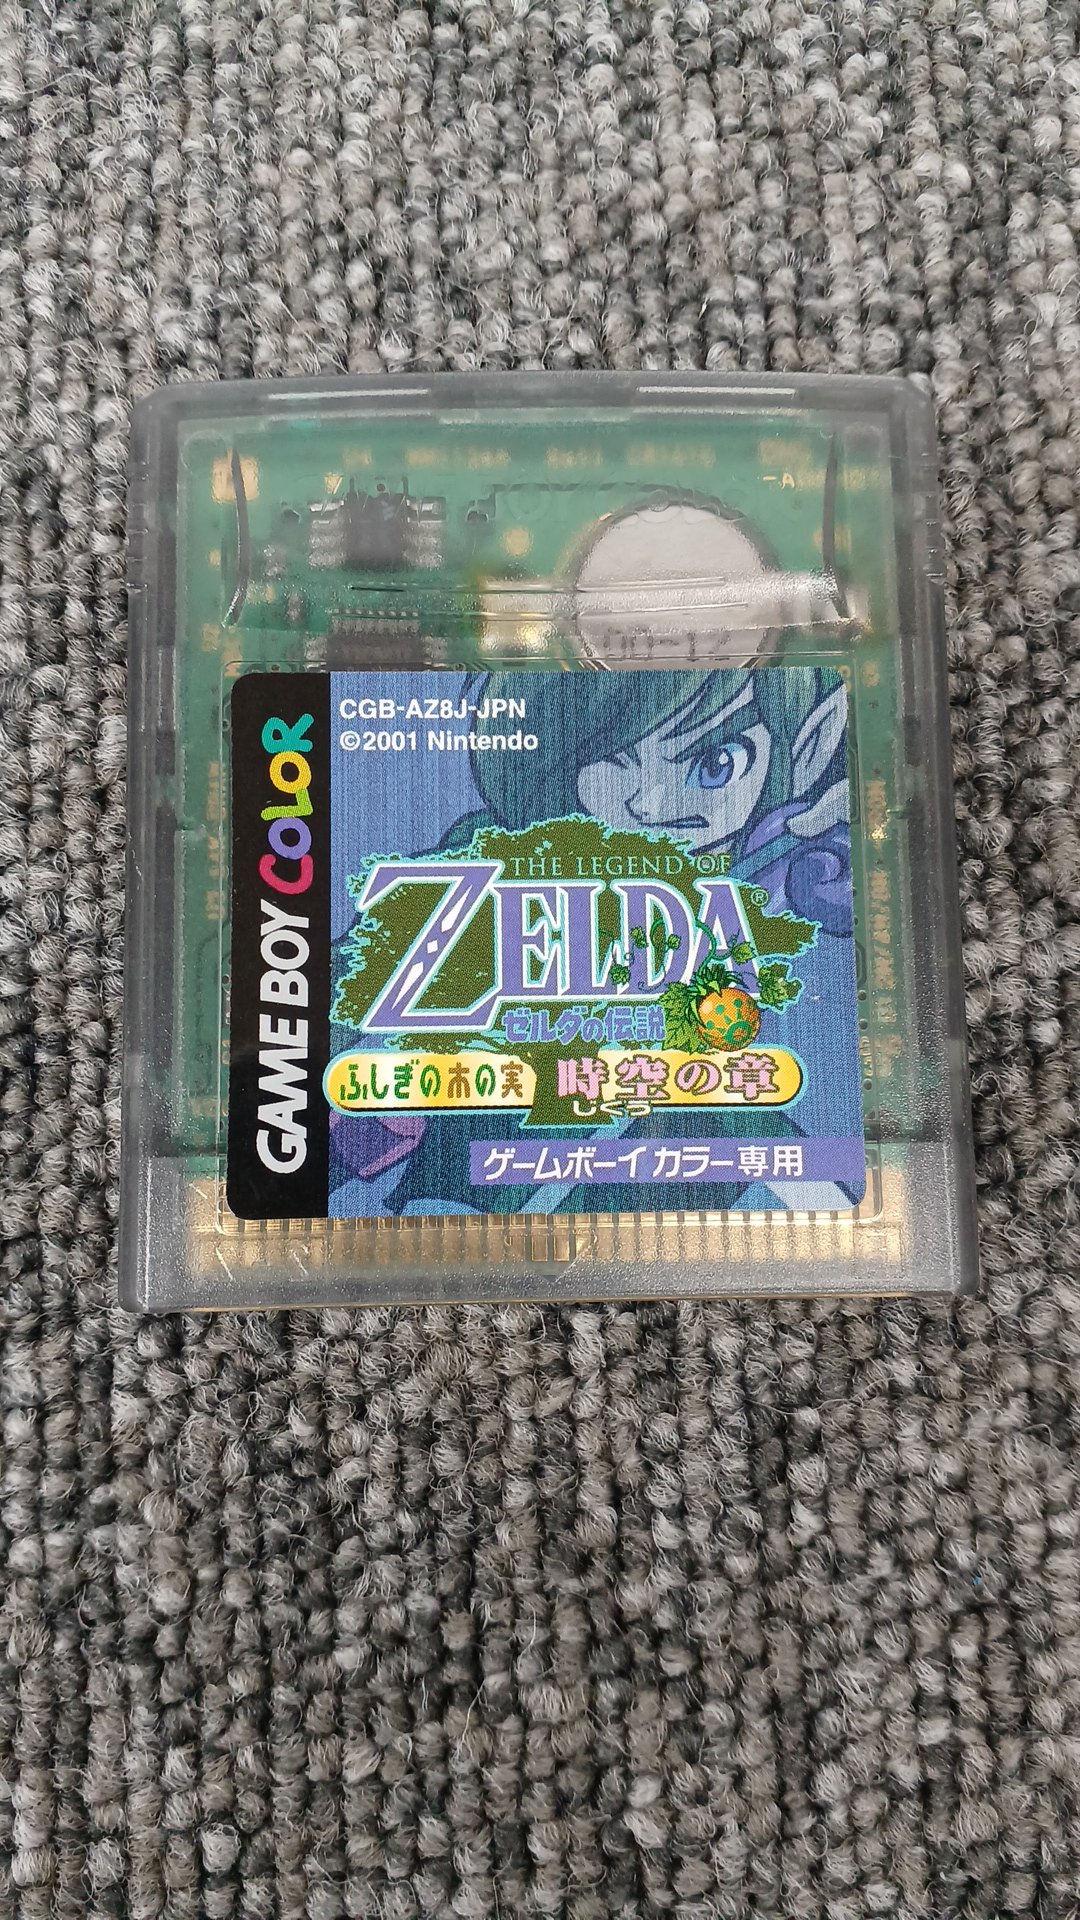 CGB-AZ8J-JPN
©2001 Nintendo
GAME BOY COLOR
THE LEGEND OF
ZELDA®
ゼルダの伝説
ふしぎの木の実 時空の章
じくう
ゲームボーイカラー専用
-A